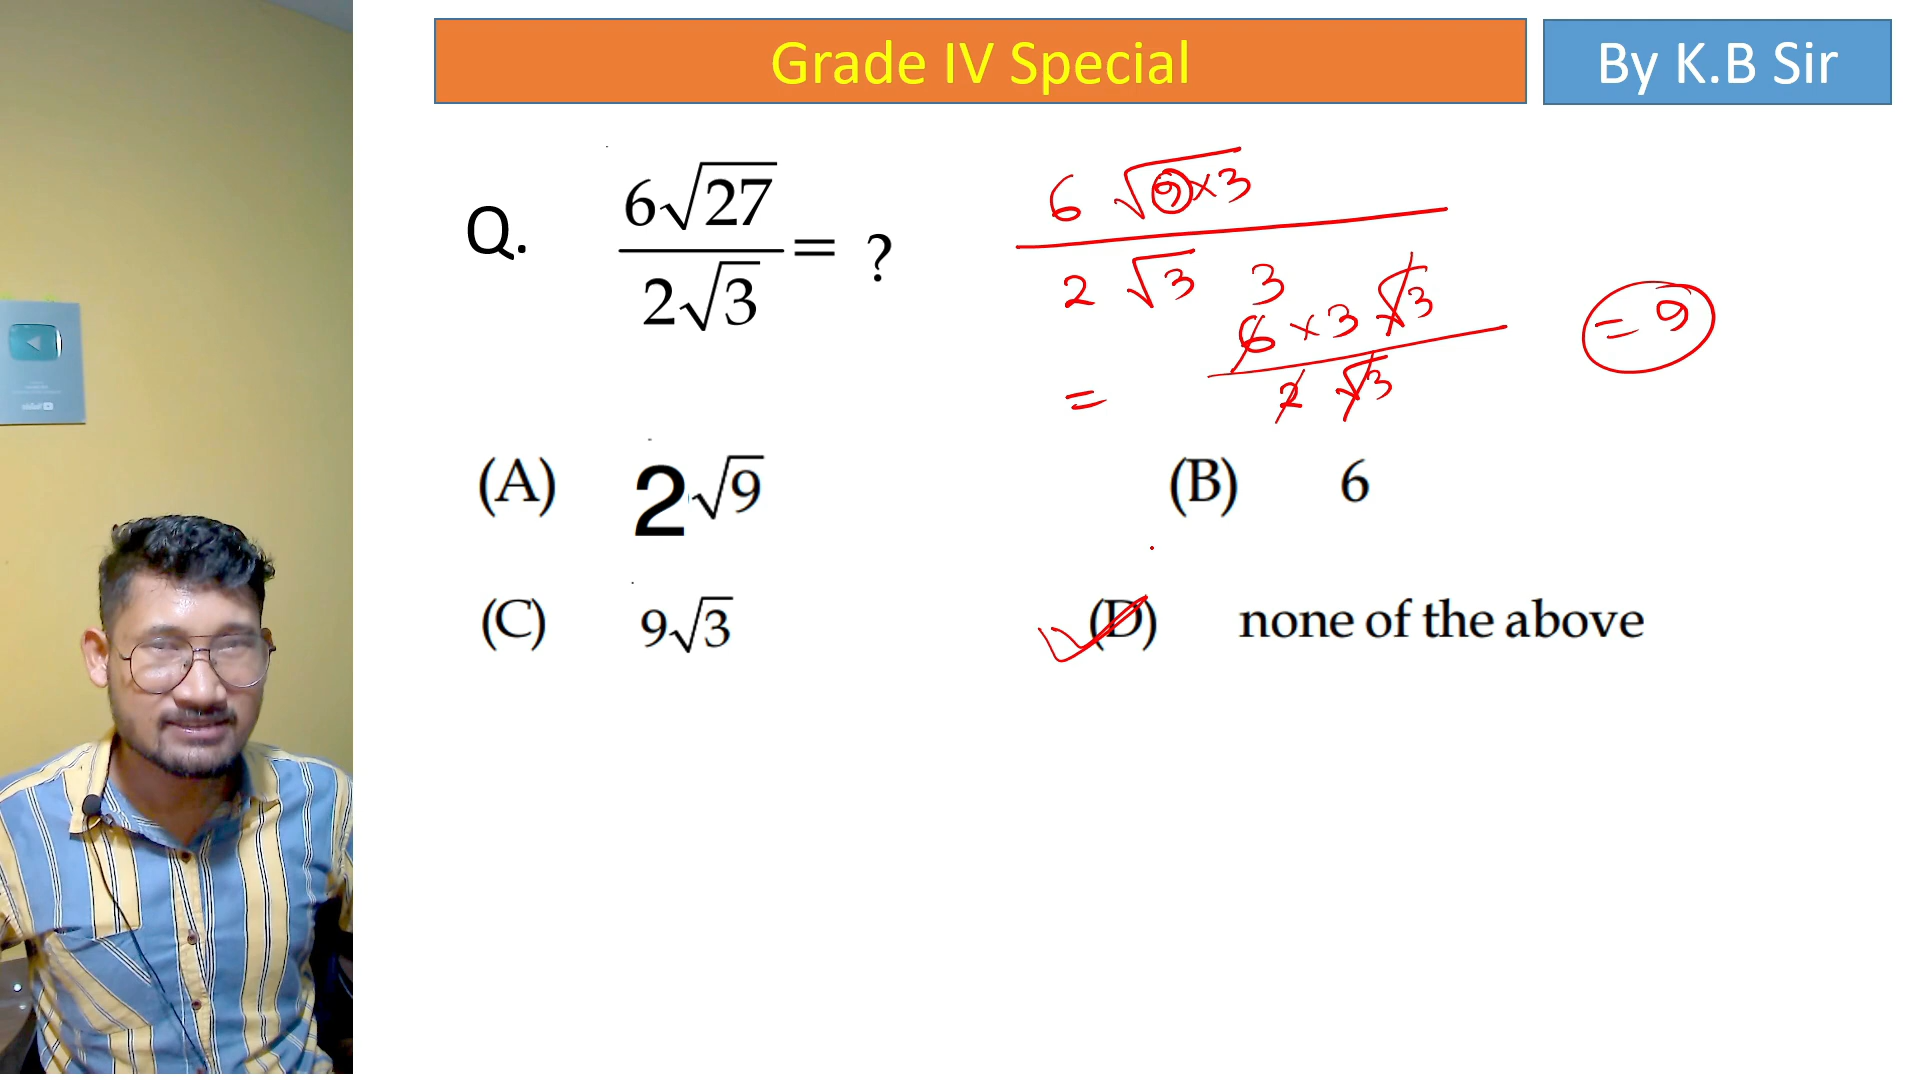 Grade IV Special
By K.B Sir
Q. 6√27 / 2√3 = ?
6 √9×3 / 2 √3
= 6 × 3 √3 / 2 √3
3
= 9
(A) 2√9
(B) 6
(C) 9√3
(D) none of the above